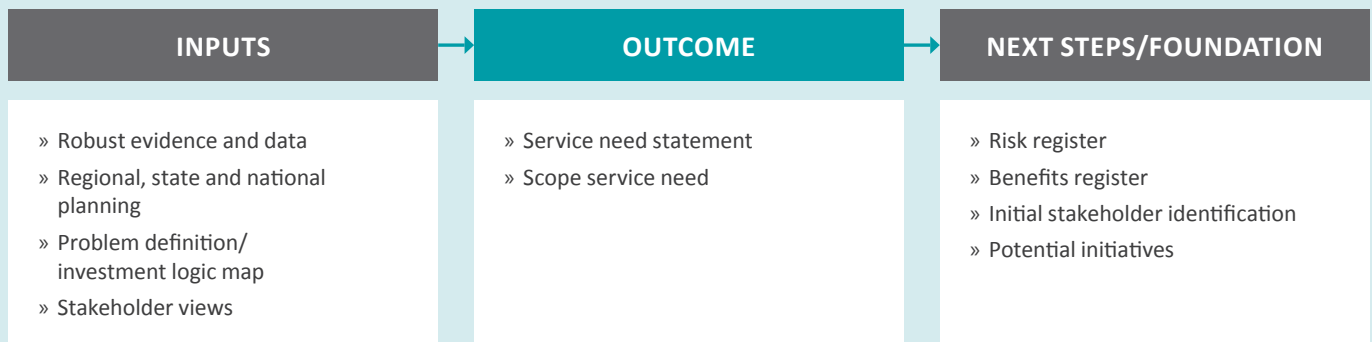 INPUTS
» Robust evidence and data
» Regional, state and national
planning
» Problem definition/
investment logic map
» Stakeholder views
OUTCOME
» Service need statement
» Scope service need
NEXT STEPS/FOUNDATION
» Risk register
» Benefits register
» Initial stakeholder identification
» Potential initiatives